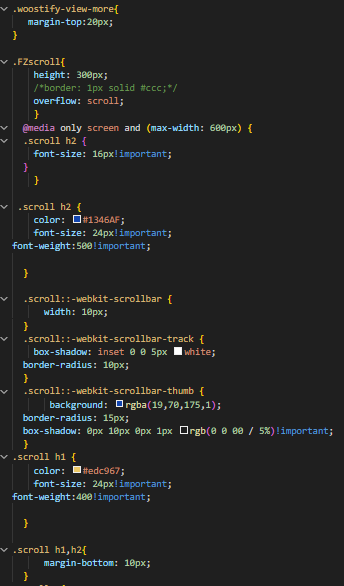 .woostify-view-more{
margin-top:20px;
}
.FZscroll{
height: 300px;
/*border: 1px solid #ccc;*/
overflow: scroll;
}
@media only screen and (max-width: 600px) {
.scroll h2 {
font-size: 16px!important;
}
}
.scroll h2 {
color: #1346AF;
font-size: 24px!important;
font-weight:500!important;
}
.scroll::-webkit-scrollbar {
width: 10px;
}
.scroll::-webkit-scrollbar-track {
box-shadow: inset 0 0 5px white;
border-radius: 10px;
}
.scroll::-webkit-scrollbar-thumb {
background: rgba(19,70,175,1);
border-radius: 15px;
box-shadow: 0px 10px 0px 1px rgb(0 0 00 / 5%)!important;
}
.scroll h1 {
color: #edc967;
font-size: 24px!important;
font-weight:400!important;
}
.scroll h1,h2{
margin-bottom: 10px;
}